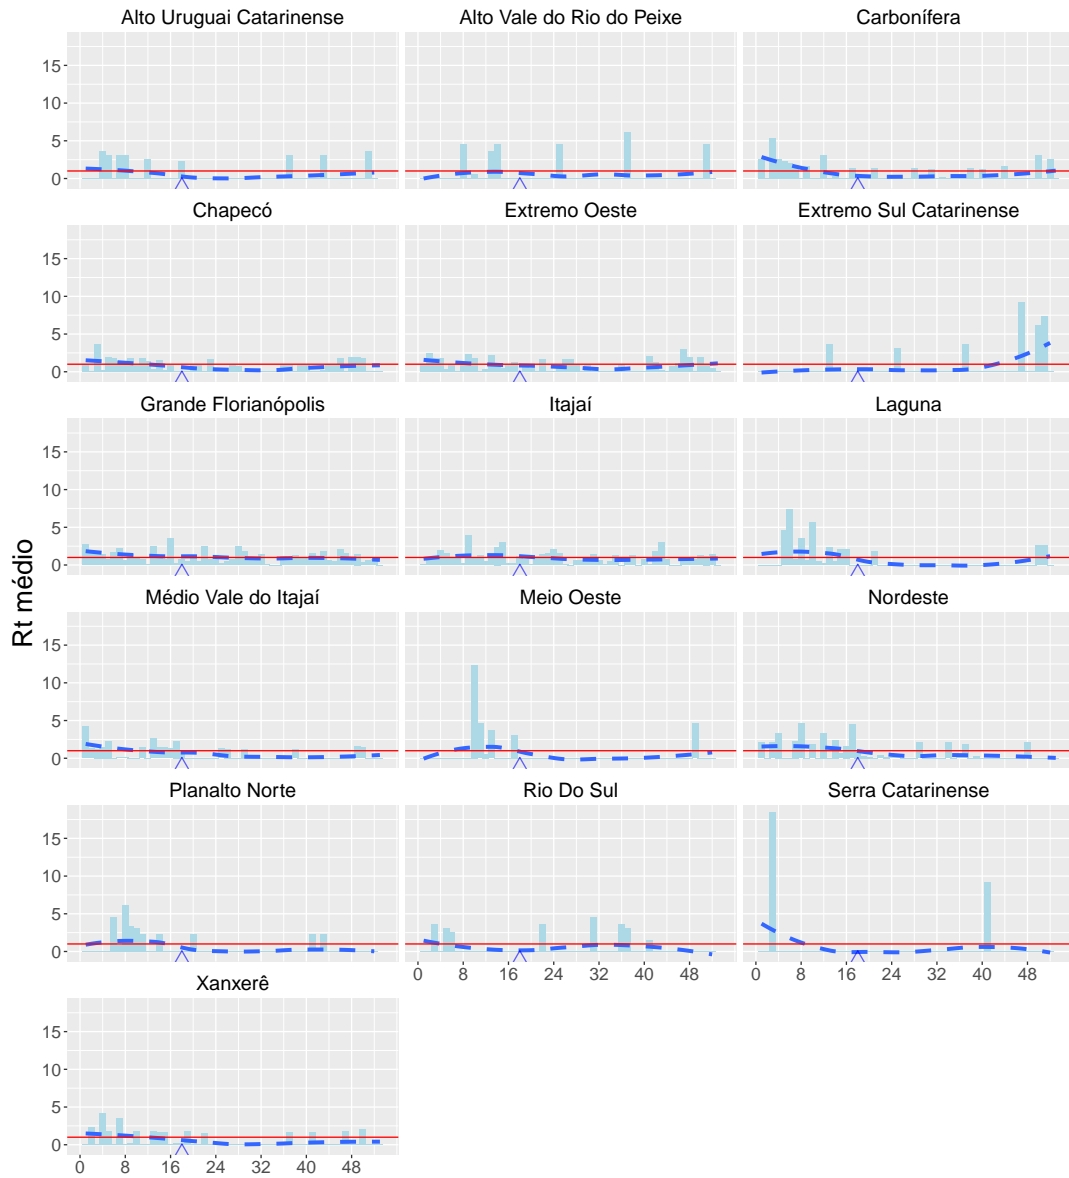 Alto Uruguai Catarinense Alto Vale do Rio do Peixe Carbonífera
15
10
5
0
Chapecó Extremo Oeste Extremo Sul Catarinense
15
10
5
0
Grande Florianópolis Itajaí Laguna
15
10
5
0
Rt médio
Médio Vale do Itajaí Meio Oeste Nordeste
15
10
5
0
Planalto Norte Rio Do Sul Serra Catarinense
15
10
5
0
0 8 16 24 32 40 48 0 8 16 24 32 40 48
Xanxerê
15
10
5
0
0 8 16 24 32 40 48